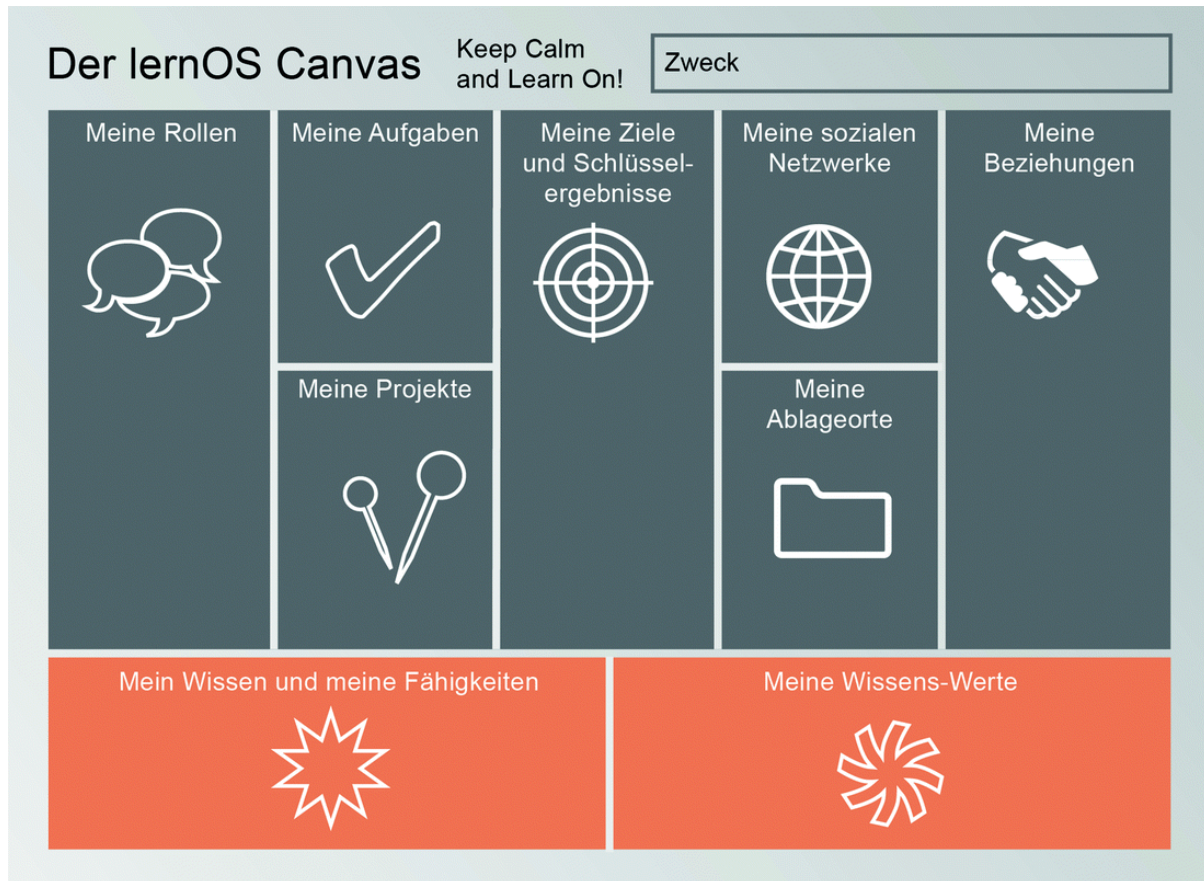 Der lernOS Canvas
Keep Calm
and Learn On!
Zweck
Meine Rollen
Meine Aufgaben
Meine Ziele
und Schlüssel-
ergebnisse
Meine sozialen
Netzwerke
Meine
Beziehungen
Meine Projekte
Meine
Ablageorte
Mein Wissen und meine Fähigkeiten
Meine Wissens-Werte